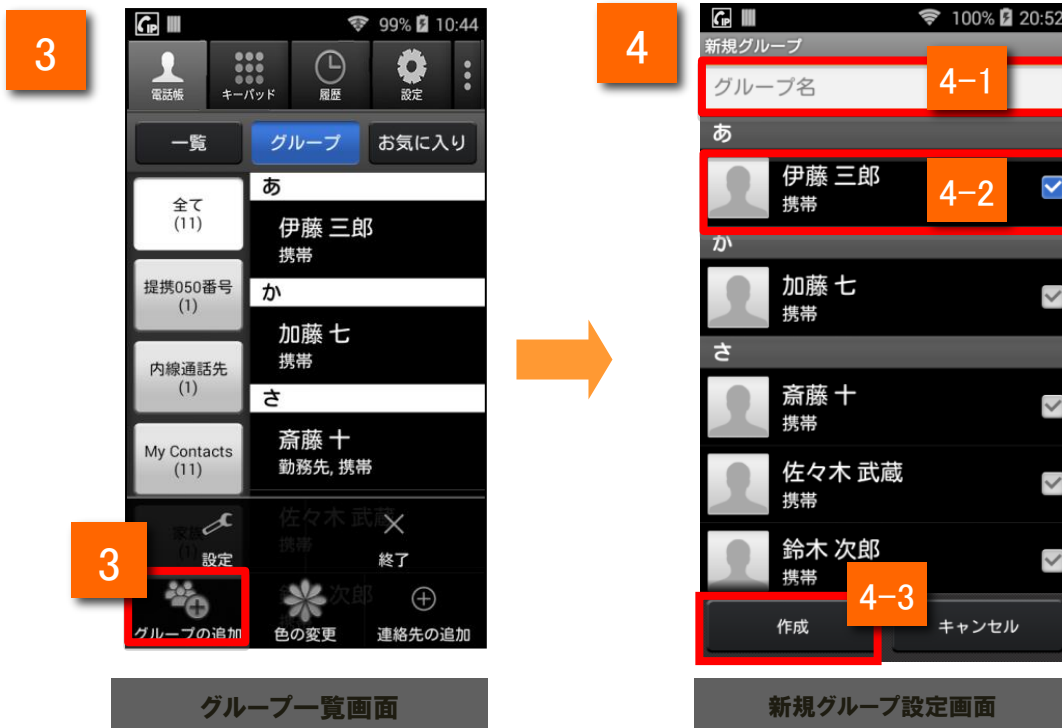 3
99% 10:44
電話帳
キーパッド
履歴
設定
一覧
グループ
お気に入り
全て
(11)
提携050番号
(1)
内線通話先
(1)
My Contacts
(11)
家族
(1)
あ
伊藤 三郎
携帯
か
加藤 七
携帯
さ
斎藤 十
勤務先, 携帯
佐々木 武蔵
携帯
設定
終了
3
グループの追加
色の変更
連絡先の追加
グループ一覧画面
4
100% 20:52
新規グループ
グループ名
4-1
あ
伊藤 三郎
携帯
4-2
か
加藤 七
携帯
さ
斎藤 十
携帯
佐々木 武蔵
携帯
鈴木 次郎
携帯
4-3
作成
キャンセル
新規グループ設定画面